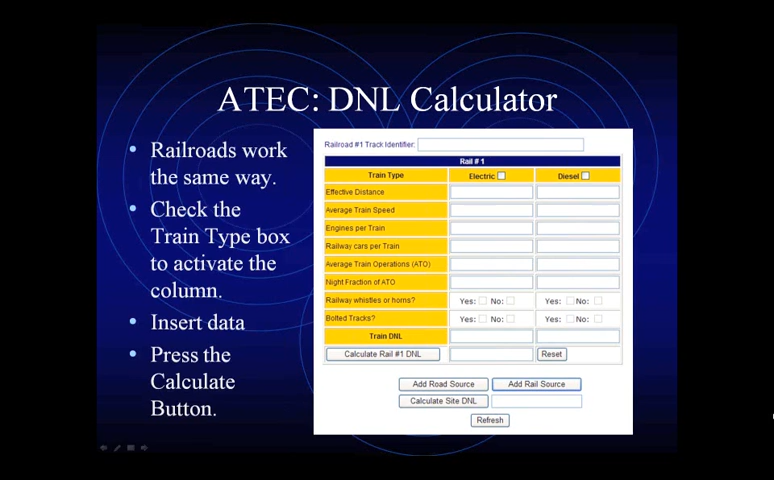 ATEC: DNL Calculator
Railroads work
the same way.
Check the
Train Type box
to activate the
column.
Insert data
Press the
Calculate
Button.
Railroad #1 Track Identifier:
Rail # 1
Train Type Electric Diesel
Effective Distance
Average Train Speed
Engines per Train
Railway cars per Train
Average Train Operations (ATO)
Night Fraction of ATO
Railway whistles or horns? Yes: No: Yes: No:
Bolted Tracks? Yes: No: Yes: No:
Train DNL
Calculate Rail #1 DNL Reset
Add Road Source Add Rail Source
Calculate Site DNL
Refresh